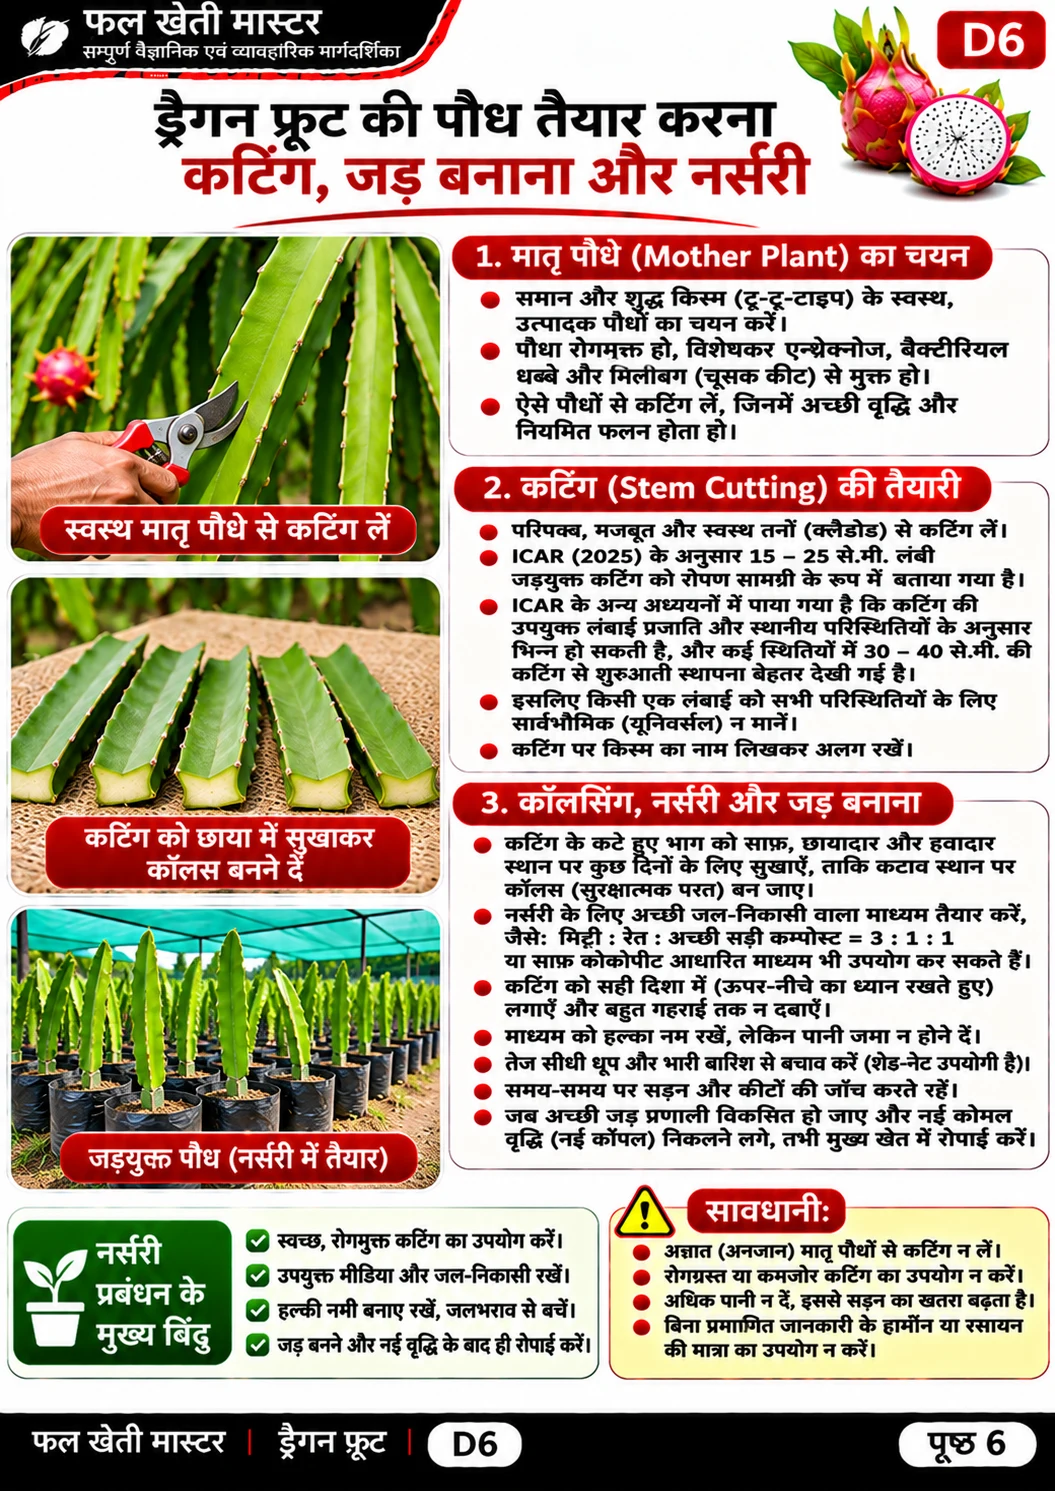 फल खेती मास्टर
सम्पुर्ण वैज्ञानिक एवं व्यावहारिक मार्गदर्शिका
D6
ड्रैगन फ्रूट की पौध तैयार करना
कटिंग, जड़ बनाना और नर्सरी
स्वस्थ मातृ पौधे से कटिंग लें
कटिंग को छाया में सुखाकर
कॉलस बनने दें
जड़युक्त पौध (नर्सरी में तैयार)
1. मातृ पौधे (Mother Plant) का चयन
समान और शुद्ध किस्म (टू-टू-टाइप) के स्वस्थ,
उत्पादक पौधों का चयन करें।
पौधा रोगमुक्त हो, विशेषकर एन्थ्रेक्नोज, बैक्टीरियल
धब्बे और मिलीबग (चूसक कीट) से मुक्त हो।
ऐसे पौधों से कटिंग लें, जिनमें अच्छी वृद्धि और
नियमित फलन होता हो।
2. कटिंग (Stem Cutting) की तैयारी
परिपक्ब, मजबूत और स्वस्थ तनों (क्लैडोड) से कटिंग लें।
ICAR (2025) के अनुसार 15 – 25 से.मी. लंबी
जड़युक्त कटिंग को रोपण सामग्री के रूप में बताया गया है।
ICAR के अन्य अध्ययनों में पाया गया है कि कटिंग की
उपयुक्त लंबाई प्रजाति और स्थानीय परिस्थितियों के अनुसार
भिन्न हो सकती है, और कई स्थितियों में 30 – 40 से.मी. की
कटिंग से शुरुआती स्थापना बेहतर देखी गई है।
इसलिए किसी एक लंबाई को सभी परिस्थितियों के लिए
सार्वभौमिक (यूनिवर्सल) न मानें।
कटिंग पर किस्म का नाम लिखकर अलग रखें।
3. कॉलसिंग, नर्सरी और जड़ बनाना
कटिंग के कटे हुए भाग को साफ़, छायादार और हवादार
स्थान पर कुछ दिनों के लिए सुखाएँ, ताकि कटाव स्थान पर
कॉलस (सुरक्षात्मक परत) बन जाए।
नर्सरी के लिए अच्छी जल-निकासी वाला माध्यम तैयार करें,
जैसे: मिट्टी : रेत : अच्छी सड़ी कम्पोस्ट = 3 : 1 : 1
या साफ़ कोकोपीट आधारित माध्यम भी उपयोग कर सकते हैं।
कटिंग को सही दिशा में (ऊपर-नीचे का ध्यान रखते हुए)
लगाएँ और बहुत गहराई तक न दबाएँ।
माध्यम को हल्का नम रखें, लेकिन पानी जमा न होने दें।
तेज सीधी धूप और भारी बारिश से बचाव करें (शेड-नेट उपयोगी है)।
समय-समय पर सड़न और कीटों की जाँच करते रहें।
जब अच्छी जड़ प्रणाली विकसित हो जाए और नई कोमल
वृद्धि (नई कोंपल) निकलने लगे, तभी मुख्य खेत में रोपाई करें।
नर्सरी
प्रबंधन के
मुख्य बिंदु
स्वच्छ, रोगमुक्त कटिंग का उपयोग करें।
उपयुक्त मीडिया और जल-निकासी रखें।
हल्की नमी बनाए रखें, जलभराव से बचें।
जड़ बनने और नई वृद्धि के बाद ही रोपाई करें।
सावधानी:
अज्ञात (अनजान) मातृ पौधों से कटिंग न लें।
रोगग्रस्त या कमजोर कटिंग का उपयोग न करें।
अधिक पानी न दें, इससे सड़न का खतरा बढ़ता है।
बिना प्रमाणित जानकारी के हार्मोन या रसायन
की मात्रा का उपयोग न करें।
फल खेती मास्टर | ड्रैगन फ्रूट | D6
पृष्ठ 6